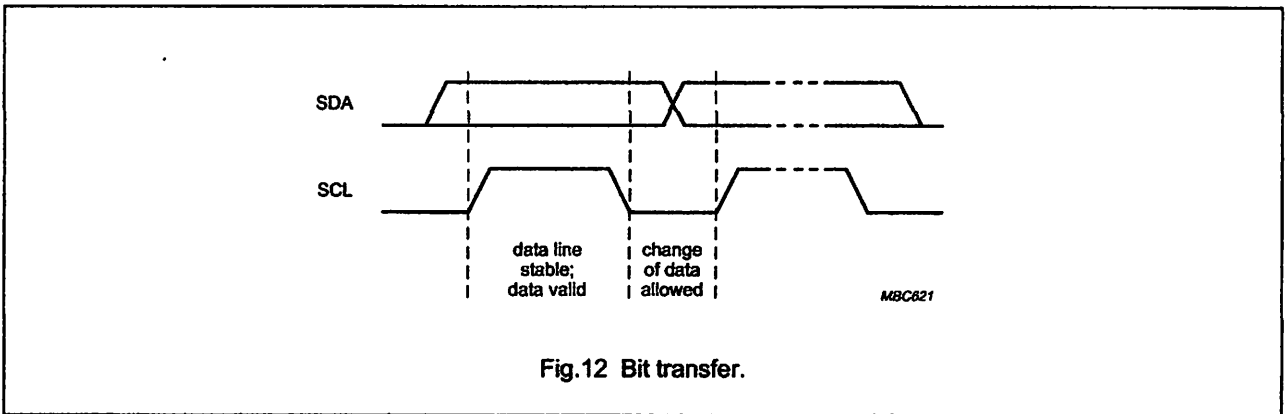 SDA
SCL
data line
stable;
data valid
change
of data
allowed
MBC621
Fig.12 Bit transfer.